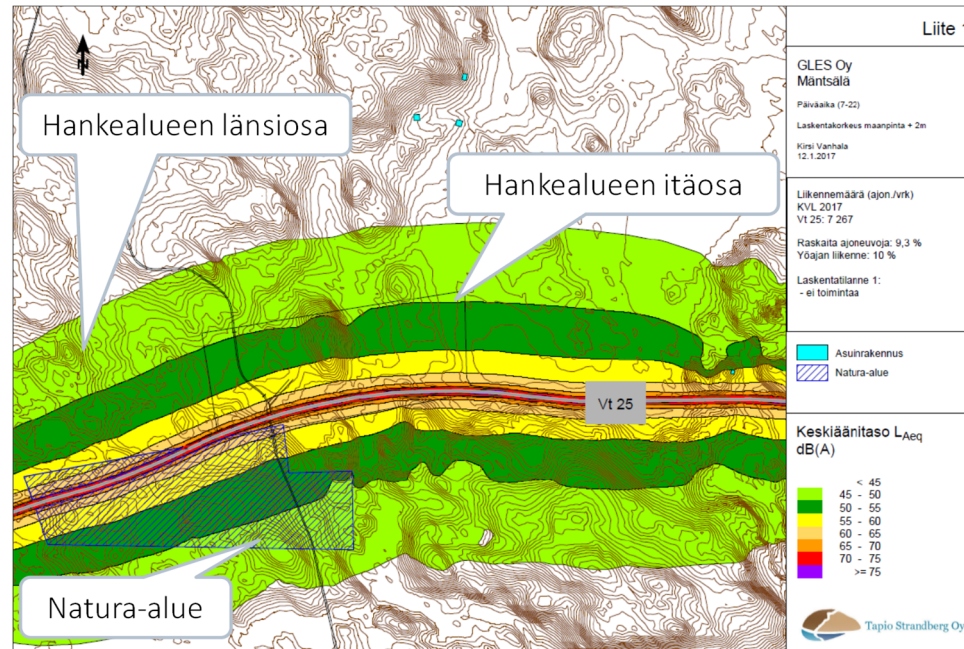 Liite 1
GLES Oy
Mäntsälä
Päiväaika (7-22)
Laskentakorkeus maanpinta + 2m
Kirsi Vanhala
12.1.2017
Liikennemäärä (ajon./vrk)
KVL 2017
Vt 25: 7 267
Raskaita ajoneuvoja: 9,3 %
Yöajan liikenne: 10 %
Laskentatilanne 1:
- ei toimintaa
Asuinrakennus
Natura-alue
Keskiäänitaso LAeq
dB(A)
< 45
45 - 50
50 - 55
55 - 60
60 - 65
65 - 70
70 - 75
>= 75
Tapio Strandberg Oy
Hankealueen länsiosa
Hankealueen itäosa
Vt 25
Natura-alue